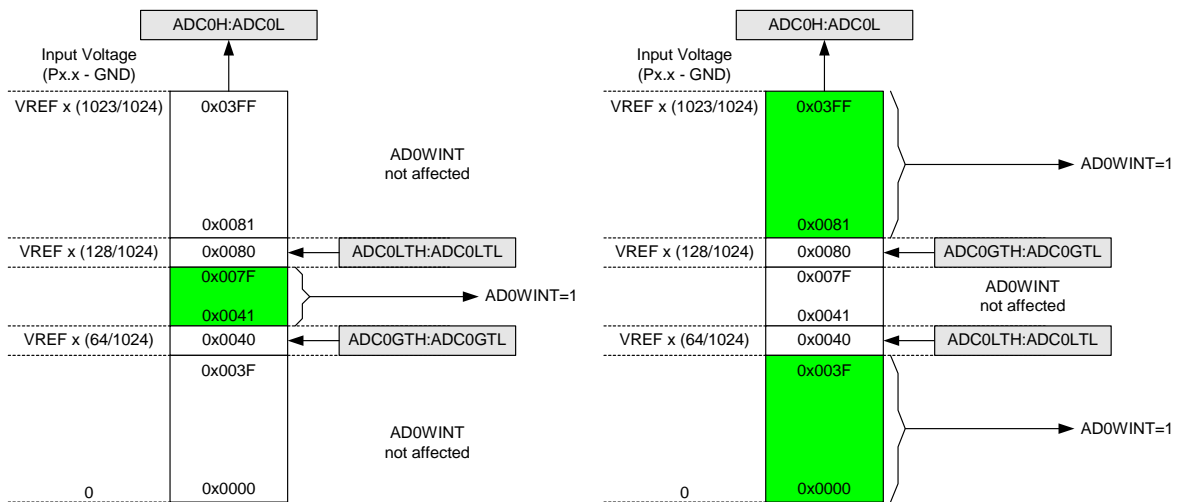 ADC0H:ADC0L
Input Voltage
(Px.x - GND)
VREF x (1023/1024)
0x03FF
AD0WINT
not affected
0x0081
VREF x (128/1024)
0x0080
ADC0LTH:ADC0LTL
0x007F
AD0WINT=1
0x0041
VREF x (64/1024)
0x0040
ADC0GTH:ADC0GTL
0x003F
AD0WINT
not affected
0
0x0000
ADC0H:ADC0L
Input Voltage
(Px.x - GND)
VREF x (1023/1024)
0x03FF
AD0WINT=1
0x0081
VREF x (128/1024)
0x0080
ADC0GTH:ADC0GTL
0x007F
AD0WINT
not affected
0x0041
VREF x (64/1024)
0x0040
ADC0LTH:ADC0LTL
0x003F
AD0WINT=1
0
0x0000